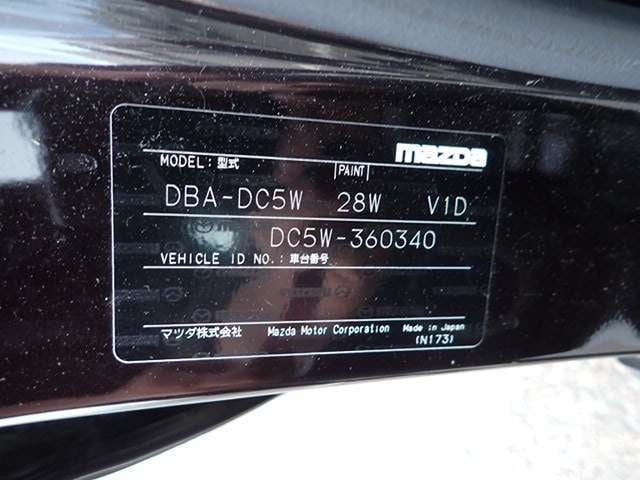 mazda
MODEL: 型式 PAINT
DBA-DC5W 28W V1D
DC5W-360340
VEHICLE ID NO.: 車台番号
マツダ株式会社 Mazda Motor Corporation Made in Japan
(N173)